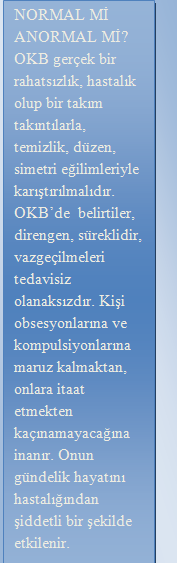 NORMAL Mİ
ANORMAL Mİ?
OKB gerçek bir
rahatsızlık, hastalık
olup bir takım
takıntılarla,
temizlik, düzen,
simetri eğilimleriyle
karıştırılmalıdır.
OKB’de belirtiler,
direngen, süreklidir,
vazgeçilmeleri
tedavisiz
olanaksızdır. Kişi
obsesyonlarına ve
kompulsiyonlarına
maruz kalmaktan,
onlara itaat
etmekten
kaçınamayacağına
inanır. Onun
gündelik hayatını
hastalığından
şiddetli bir şekilde
etkilenir.